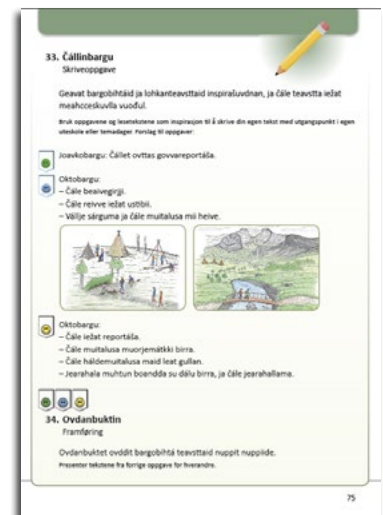 33. Čállinbargu
Skriveoppgave
Geavat bargobihtáid ja lohkanteavsttaid inspirašuvdnan, ja čále teavstta iežat
meahcceskuvlla vuođul.
Bruk oppgavene og lesetekstene som inspirasjon til å skrive din egen tekst med utgangspunkt i egen
uteskole eller temadager. Forslag til oppgaver:
Joavkobargu: Čállet ovttas govvareportáša.
Oktobargu:
– Čále beaivegirjji.
– Čále reivve iežat ustibii.
– Vállje sárguma ja čále muitalusa mii heive.
Oktobargu:
– Čále iežat reportáša.
– Čále muitalusa muorjemátkki birra.
– Čále háldemuitalusa maid leat gullan.
– Jearahala muhtun boandda su dálu birra, ja čále jearahallama.
34. Ovdanbuktin
Framføring
Ovdanbuktet ovddit bargobihtá teavsttaid nuppit nuppiide.
Presenter tekstene fra forrige oppgave for hverandre.
75